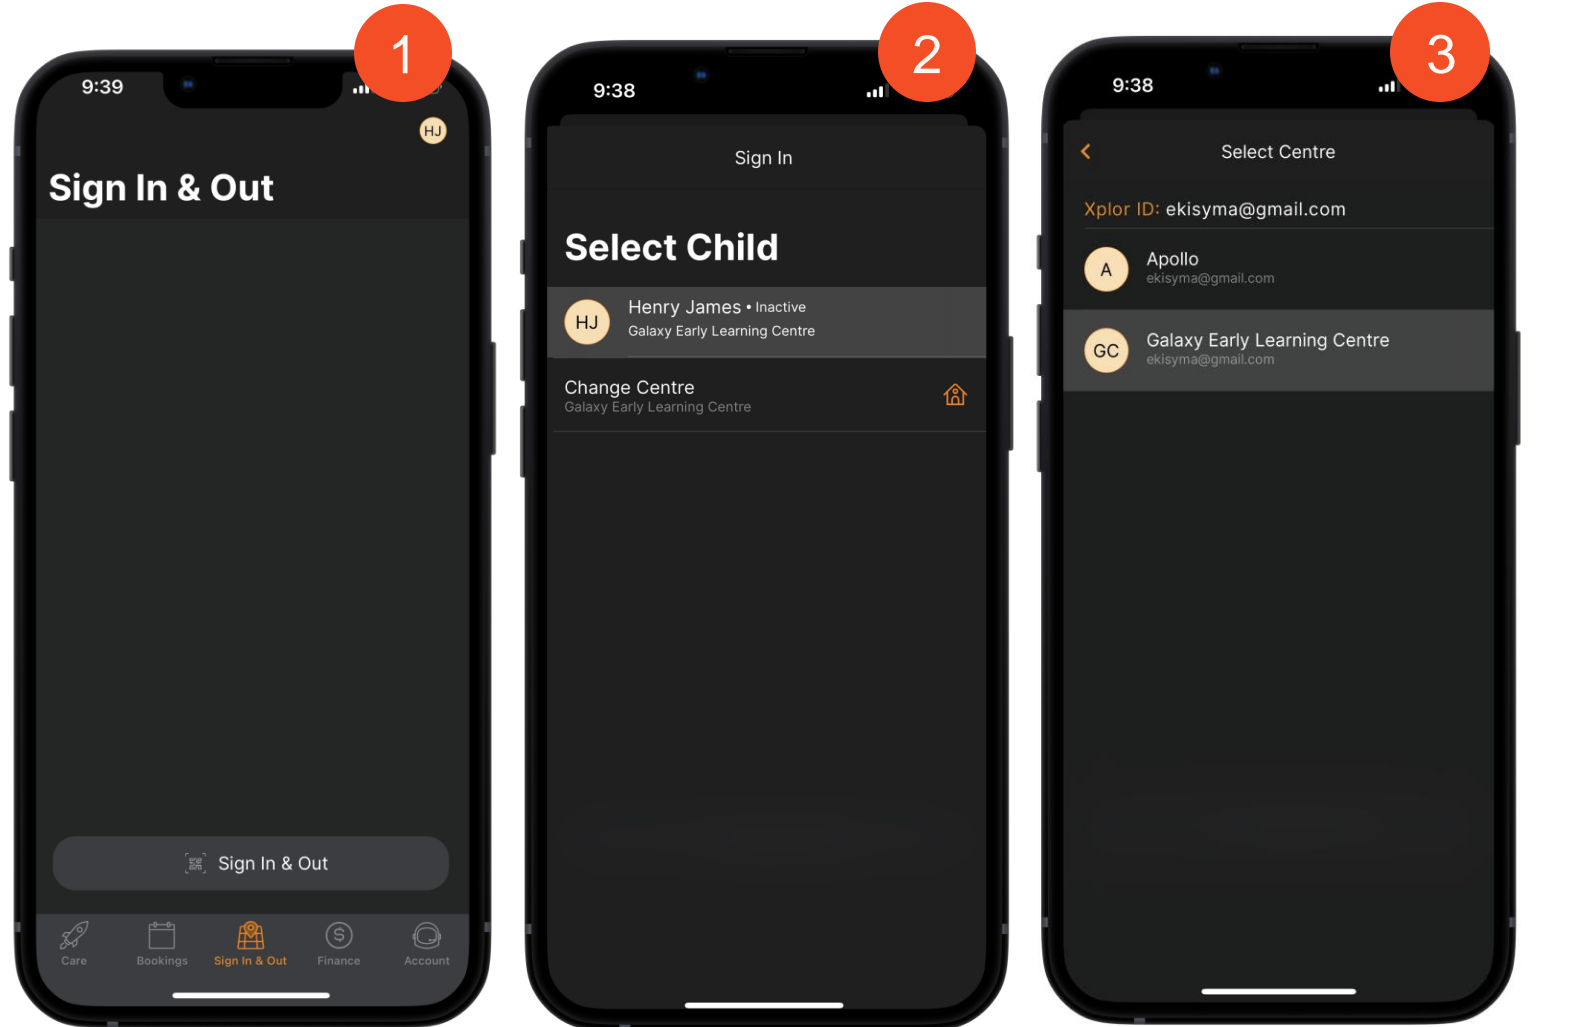 1
9:39
HJ
Sign In & Out
Sign In & Out
Care
Bookings
Sign In & Out
Finance
Account
2
9:38
Sign In
Select Child
HJ
Henry James • Inactive
Galaxy Early Learning Centre
Change Centre
Galaxy Early Learning Centre
3
9:38
Select Centre
Xplor ID: ekisyma@gmail.com
A
Apollo
ekisyma@gmail.com
GC
Galaxy Early Learning Centre
ekisyma@gmail.com